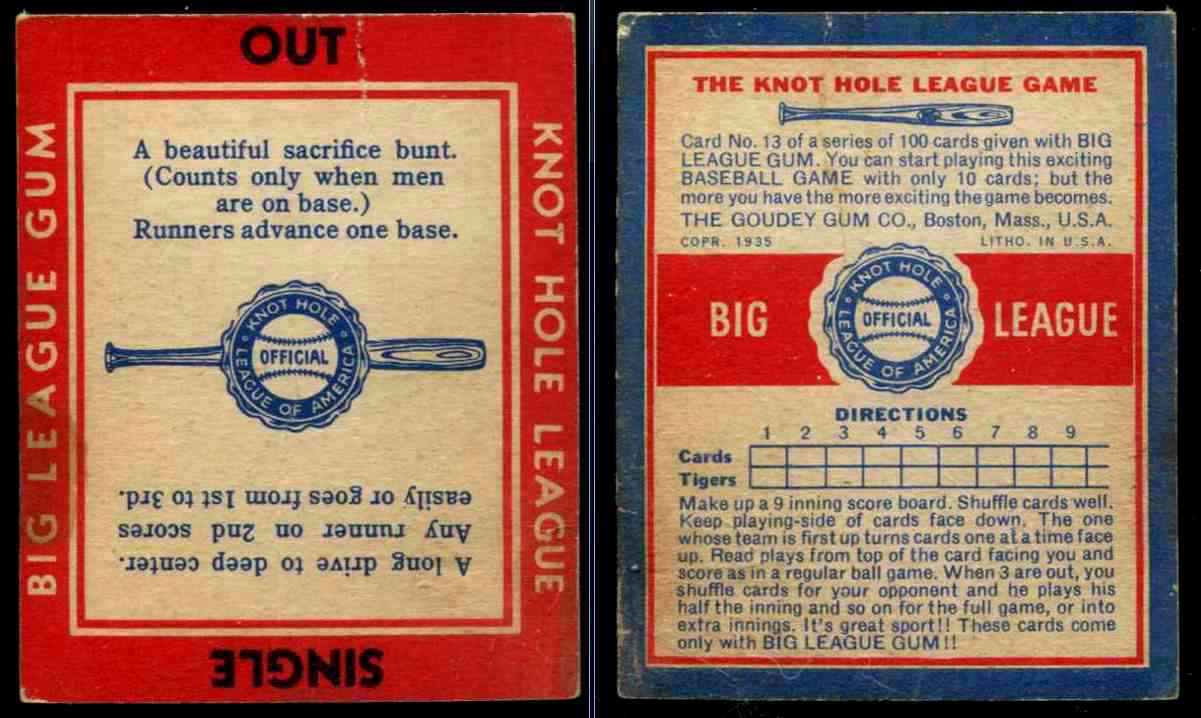 OUT
BIG LEAGUE GUM
KNOT HOLE LEAGUE
A beautiful sacrifice bunt.
(Counts only when men
are on base.)
Runners advance one base.
KNOT HOLE
OFFICIAL
LEAGUE OF AMERICA
SINGLE
A long drive to deep center.
Any runner on 2nd scores
easily or goes from 1st to 3rd.
THE KNOT HOLE LEAGUE GAME
Card No. 13 of a series of 100 cards given with BIG
LEAGUE GUM. You can start playing this exciting
BASEBALL GAME with only 10 cards; but the
more you have the more exciting the game becomes.
THE GOUDEY GUM CO., Boston, Mass., U.S.A.
COPR. 1935 LITHO. IN U.S.A.
BIG LEAGUE
KNOT HOLE
OFFICIAL
LEAGUE OF AMERICA
DIRECTIONS
1 2 3 4 5 6 7 8 9
Cards
Tigers
Make up a 9 inning score board. Shuffle cards well.
Keep playing-side of cards face down. The one
whose team is first up turns cards one at a time face
up. Read plays from top of the card facing you and
score as in a regular ball game. When 3 are out, you
shuffle cards for your opponent and he plays his
half the inning and so on for the full game, or into
extra innings. It's great sport!! These cards come
only with BIG LEAGUE GUM!!